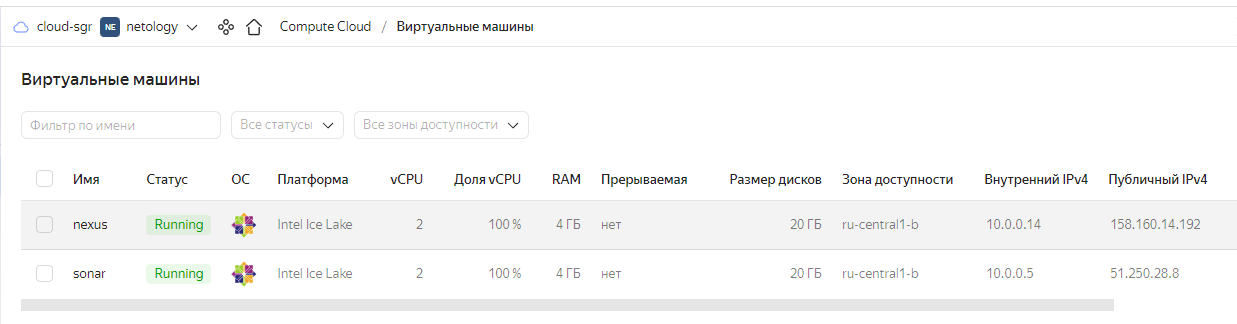 cloud-sgr NE netology Compute Cloud / Виртуальные машины
Виртуальные машины
Фильтр по имени Все статусы Все зоны доступности
Имя Статус ОС Платформа vCPU Доля vCPU RAM Прерываемая Размер дисков Зона доступности Внутренний IPv4 Публичный IPv4
nexus Running Intel Ice Lake 2 100 % 4 ГБ нет 20 ГБ ru-central1-b 10.0.0.14 158.160.14.192
sonar Running Intel Ice Lake 2 100 % 4 ГБ нет 20 ГБ ru-central1-b 10.0.0.5 51.250.28.8